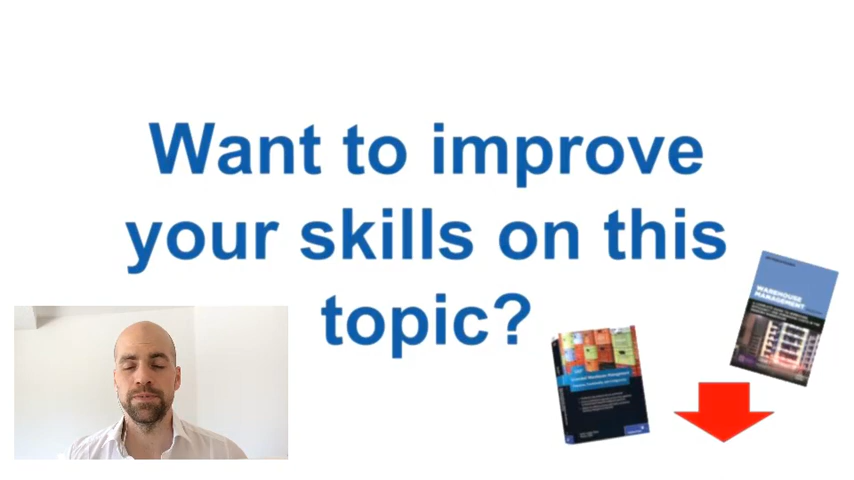 Want to improve
your skills on this
topic?
WAREHOUSE
MANAGEMENT